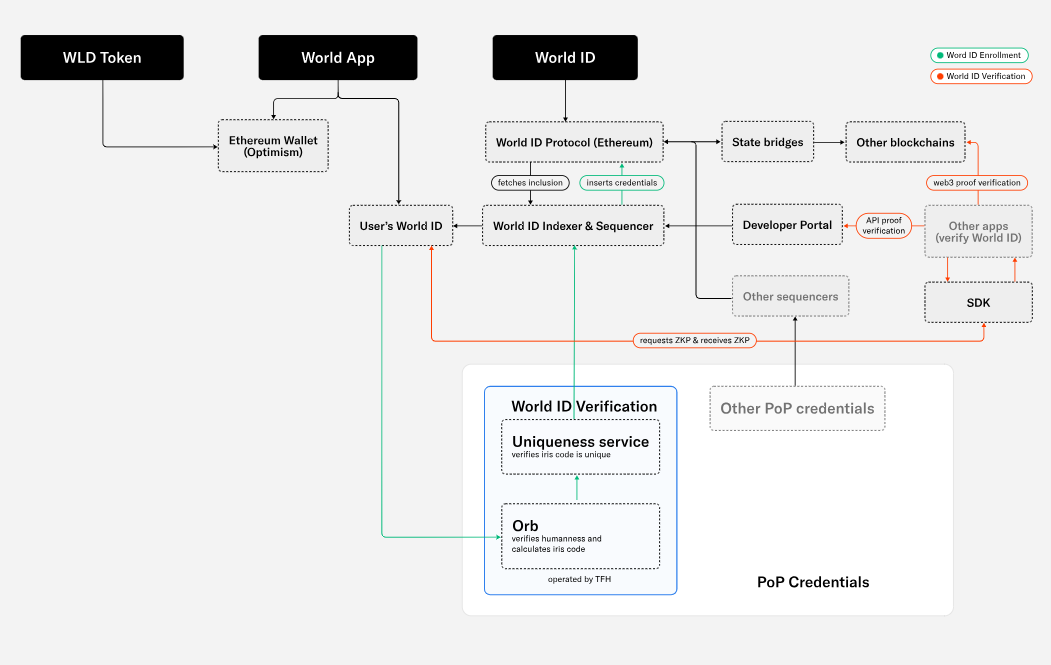 WLD Token
World App
World ID
Word ID Enrollment
World ID Verification
Ethereum Wallet
(Optimism)
World ID Protocol (Ethereum)
State bridges
Other blockchains
fetches inclusion
inserts credentials
web3 proof verification
User's World ID
World ID Indexer & Sequencer
Developer Portal
API proof
verification
Other apps
(verify World ID)
Other sequencers
SDK
requests ZKP & receives ZKP
World ID Verification
Other PoP credentials
Uniqueness service
verifies iris code is unique
Orb
verifies humanness and
calculates iris code
operated by TFH
PoP Credentials